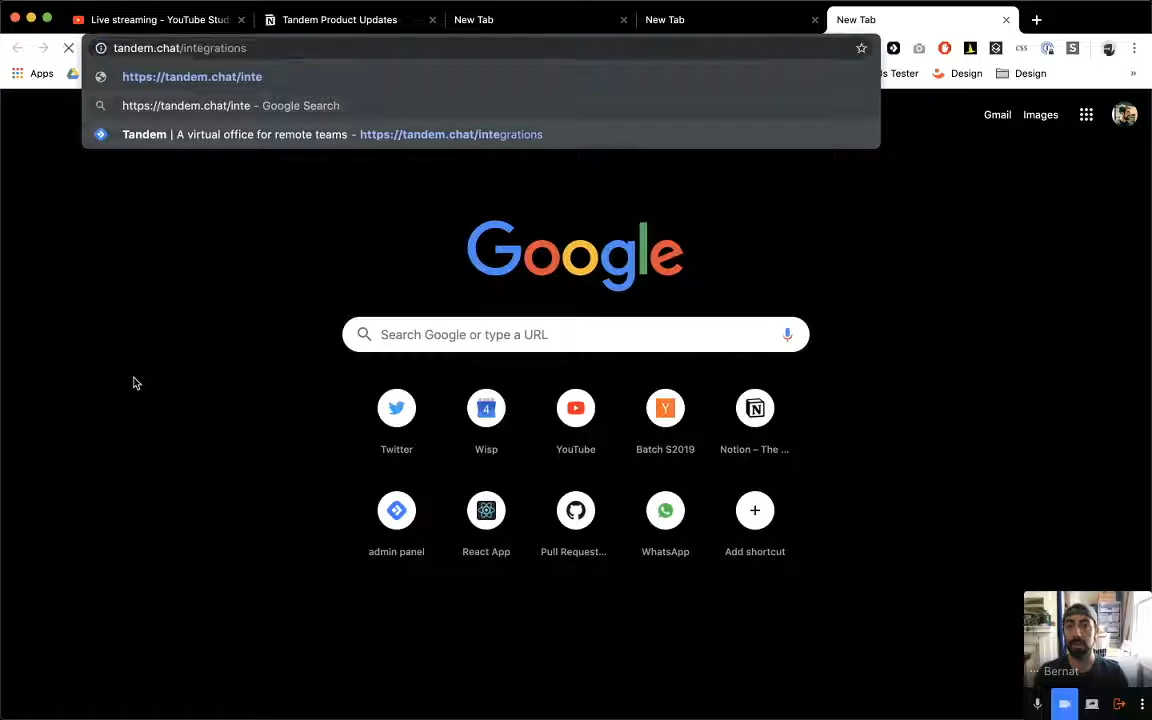 Live streaming - YouTube Stud
Tandem Product Updates
New Tab
New Tab
New Tab
tandem.chat/integrations
CSS
S
Apps
https://tandem.chat/inte
https://tandem.chat/inte - Google Search
Tandem | A virtual office for remote teams - https://tandem.chat/integrations
s Tester
Design
Design
»
Gmail
Images
Google
Search Google or type a URL
4
Y
Twitter
Wisp
YouTube
Batch S2019
Notion – The ...
admin panel
React App
Pull Request...
WhatsApp
Add shortcut
Bernat